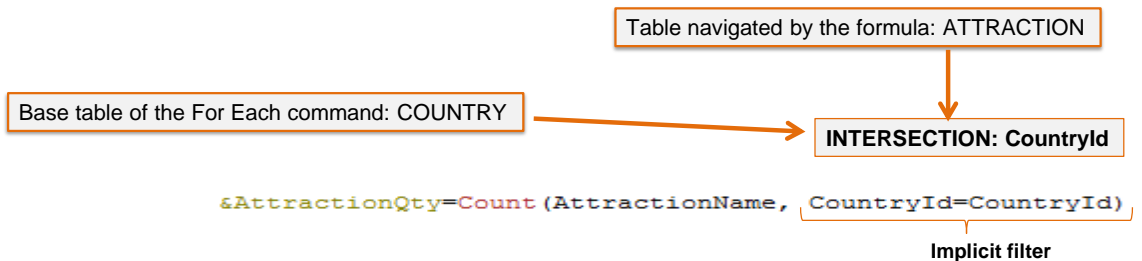 Table navigated by the formula: ATTRACTION
Base table of the For Each command: COUNTRY
INTERSECTION: CountryId
&AttractionQty=Count(AttractionName, CountryId=CountryId)
Implicit filter